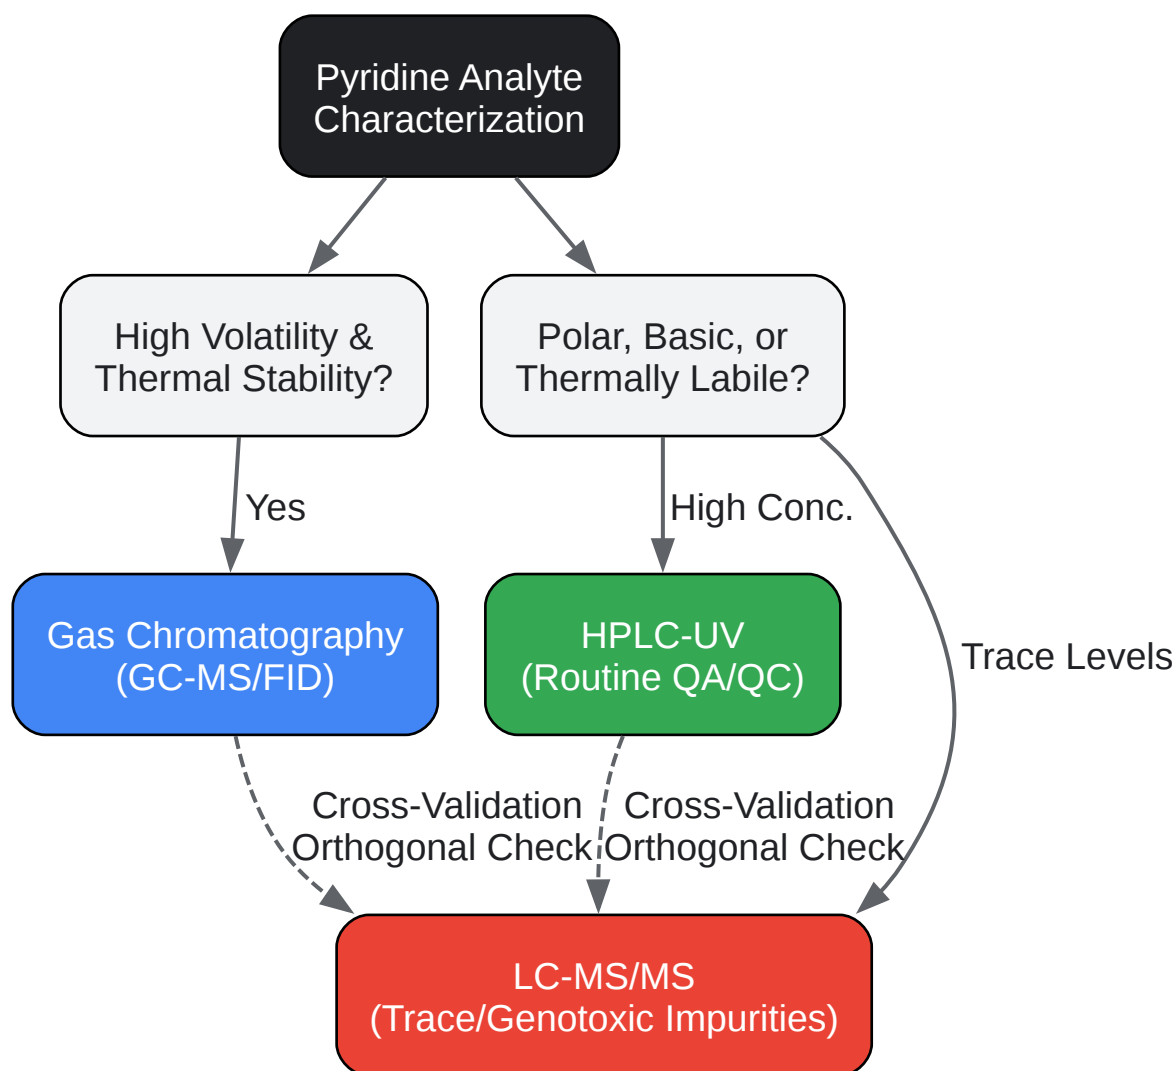 Pyridine Analyte
Characterization
High Volatility &
Thermal Stability?
Polar, Basic, or
Thermally Labile?
Yes
High Conc.
Gas Chromatography
(GC-MS/FID)
HPLC-UV
(Routine QA/QC)
Trace Levels
Cross-Validation
Orthogonal Check
Cross-Validation
Orthogonal Check
LC-MS/MS
(Trace/Genotoxic Impurities)